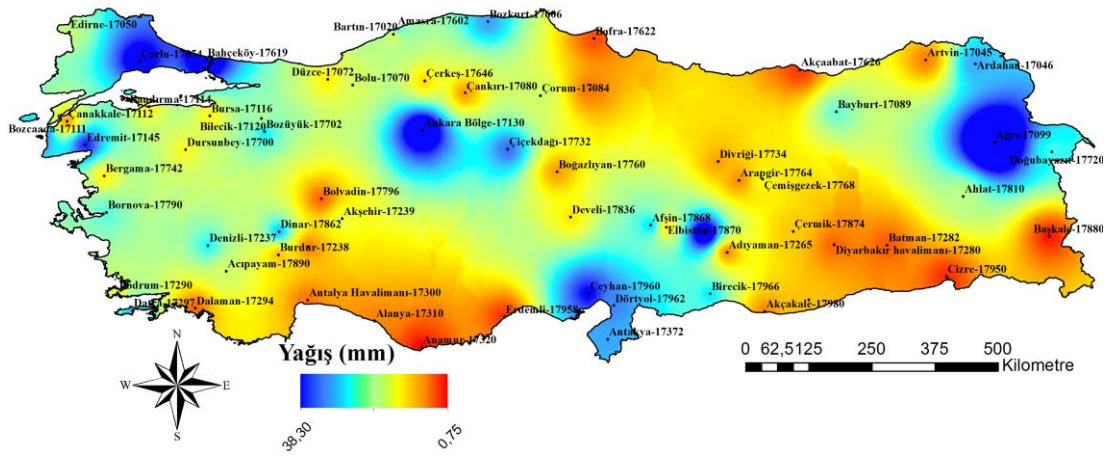 Edirne-17050
Çorlu-17054
Bahçeköy-17619
Bartın-17020
Amasra-17602
Bozkurt-17606
Bafra-17622
Akçaabat-17626
Artvin-17045
Ardahan-17046
Düzce-17072
Bolu-17070
Çerkeş-17646
Çankırı-17080
Çorum-17084
Bayburt-17089
Ağrı-17099
Doğubayazıt-17720
Bandırma-17114
Çanakkale-17112
Bozcaada-17111
Bursa-17116
Bilecik-17120
Bozüyük-17702
Ankara Bölge-17130
Çiçekdağı-17732
Edremit-17145
Dursunbey-17700
Bergama-17742
Boğazlıyan-17760
Divriği-17734
Arapgir-17764
Çemişgezek-17768
Ahlat-17810
Bornova-17790
Bolvadin-17796
Akşehir-17239
Develi-17836
Afşin-17868
Elbistan-17870
Çermik-17874
Batman-17282
Başkale-17880
Dinar-17862
Denizli-17237
Burdur-17238
Adıyaman-17265
Diyarbakır havalimanı-17280
Acıpayam-17890
Cizre-17950
Bodrum-17290
Datça-17297
Dalaman-17294
Antalya Havalimanı-17300
Alanya-17310
Anamur-17320
Erdemli-17958
Ceyhan-17960
Dörtyol-17962
Birecik-17966
Akçakale-17980
Antakya-17372
Yağış (mm)
38,30
0,75
N
W
E
S
0 62,5125 250 375 500
Kilometre